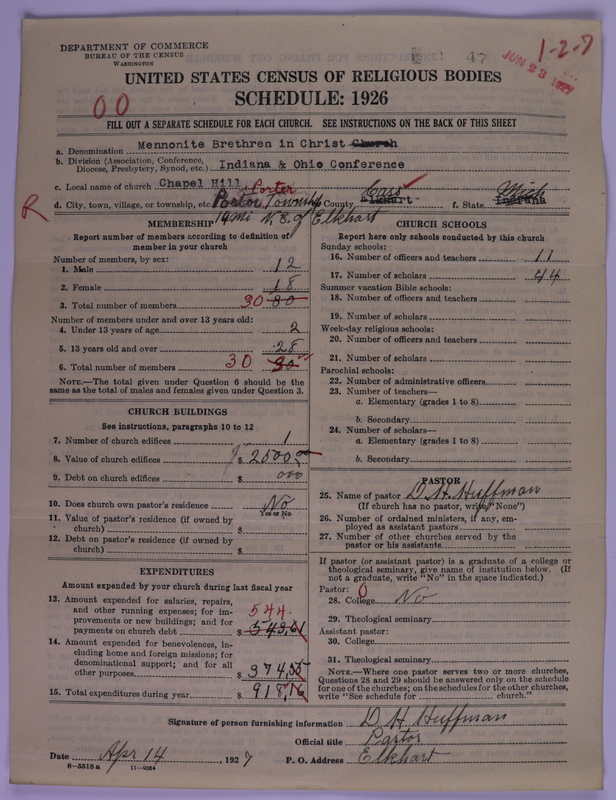 DEPARTMENT OF COMMERCE
BUREAU OF THE CENSUS
WASHINGTON
47
1-2-7
JUN 23 1927
UNITED STATES CENSUS OF RELIGIOUS BODIES
SCHEDULE: 1926
00
FILL OUT A SEPARATE SCHEDULE FOR EACH CHURCH. SEE INSTRUCTIONS ON THE BACK OF THIS SHEET
a. Denomination Mennonite Brethren in Christ Church
b. Division (Association, Conference, Diocese, Presbytery, Synod, etc.) Indiana & Ohio Conference
c. Local name of church Chapel Hill Porter
d. City, town, village, or township, etc. Porter Township County Cass Elkhart f. State Mich Indiana
R
19 mi N.E. of Elkhart
MEMBERSHIP
Report number of members according to definition of member in your church
Number of members, by sex:
1. Male 12
2. Female 18
3. Total number of members 30 30
Number of members under and over 13 years old:
4. Under 13 years of age 2
5. 13 years old and over 28
6. Total number of members 30 30
NOTE.—The total given under Question 6 should be the same as the total of males and females given under Question 3.
CHURCH BUILDINGS
See instructions, paragraphs 10 to 12
7. Number of church edifices 1
8. Value of church edifices $ 2500.00
9. Debt on church edifices $ 000
10. Does church own pastor's residence No
Yes or No
11. Value of pastor's residence (if owned by church) $
12. Debt on pastor's residence (if owned by church) $
EXPENDITURES
Amount expended by your church during last fiscal year
13. Amount expended for salaries, repairs, and other running expenses; for improvements or new buildings; and for payments on church debt 544. $ 543,61
14. Amount expended for benevolences, including home and foreign missions; for denominational support; and for all other purposes $ 374,55
15. Total expenditures during year $ 918,16
CHURCH SCHOOLS
Report here only schools conducted by this church
Sunday schools:
16. Number of officers and teachers 11
17. Number of scholars 44
Summer vacation Bible schools:
18. Number of officers and teachers
19. Number of scholars
Week-day religious schools:
20. Number of officers and teachers
21. Number of scholars
Parochial schools:
22. Number of administrative officers
23. Number of teachers—
a. Elementary (grades 1 to 8)
b. Secondary
24. Number of scholars—
a. Elementary (grades 1 to 8)
b. Secondary
PASTOR
25. Name of pastor D. H. Huffman
(If church has no pastor, write "None")
26. Number of ordained ministers, if any, employed as assistant pastors
27. Number of other churches served by the pastor or his assistants
If pastor (or assistant pastor) is a graduate of a college or theological seminary, give name of institution below. (If not a graduate, write "No" in the space indicated.)
Pastor: 0
28. College No
29. Theological seminary
Assistant pastor:
30. College
31. Theological seminary
NOTE.—Where one pastor serves two or more churches, Questions 28 and 29 should be answered only on the schedule for one of the churches; on the schedules for the other churches, write "See schedule for church."
Signature of person furnishing information D H Huffman
Official title Pastor
Date Apr 14 1927 P. O. Address Elkhart
8-5518 a 11-9054